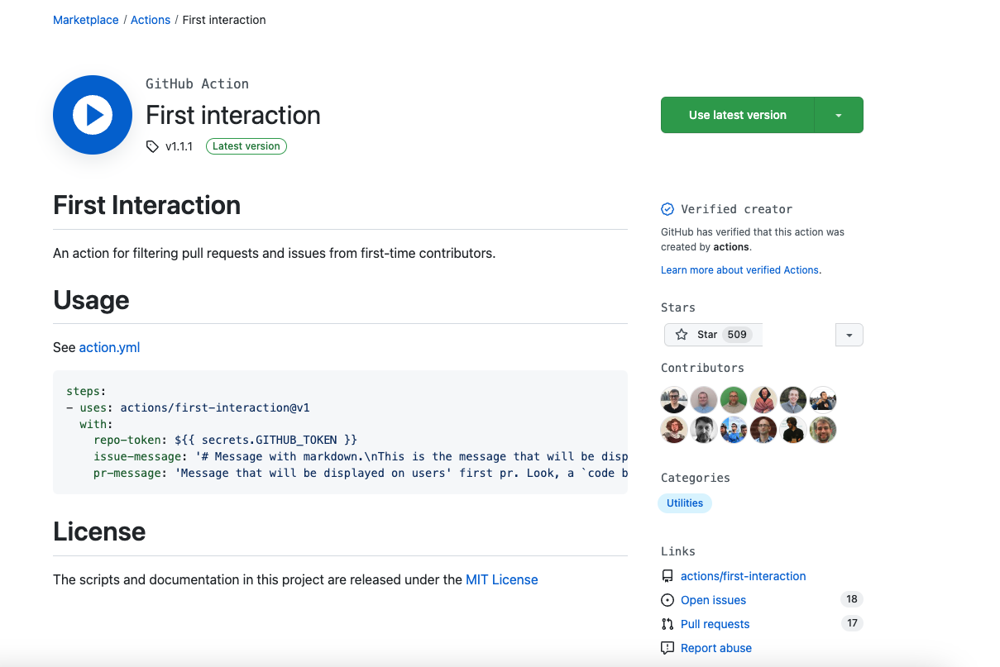 Marketplace / Actions / First interaction
GitHub Action
First interaction
v1.1.1 Latest version
Use latest version
First Interaction
An action for filtering pull requests and issues from first-time contributors.
Usage
See action.yml
steps:
- uses: actions/first-interaction@v1
  with:
    repo-token: ${{ secrets.GITHUB_TOKEN }}
    issue-message: '# Message with markdown.\nThis is the message that will be disp
    pr-message: 'Message that will be displayed on users' first pr. Look, a `code b
License
The scripts and documentation in this project are released under the MIT License
Verified creator
GitHub has verified that this action was
created by actions.
Learn more about verified Actions.
Stars
Star 509
Contributors
Categories
Utilities
Links
actions/first-interaction
Open issues 18
Pull requests 17
Report abuse